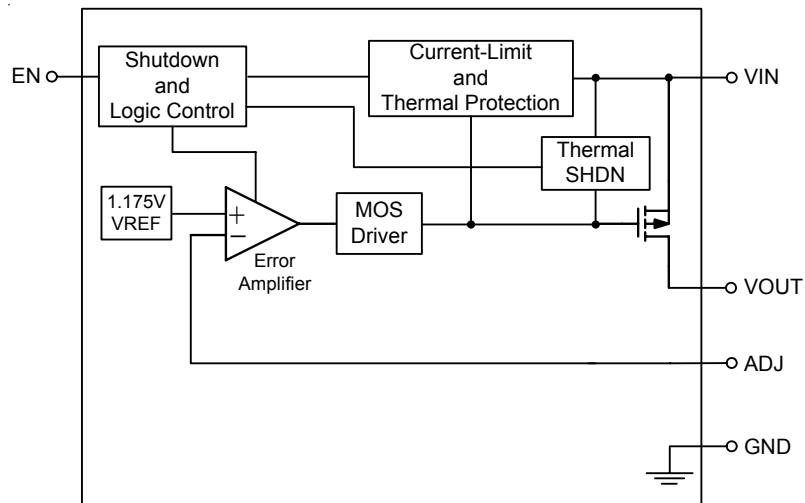 EN
Shutdown
and
Logic Control
Current-Limit
and
Thermal Protection
VIN
Thermal
SHDN
1.175V
VREF
+
−
MOS
Driver
Error
Amplifier
VOUT
ADJ
GND